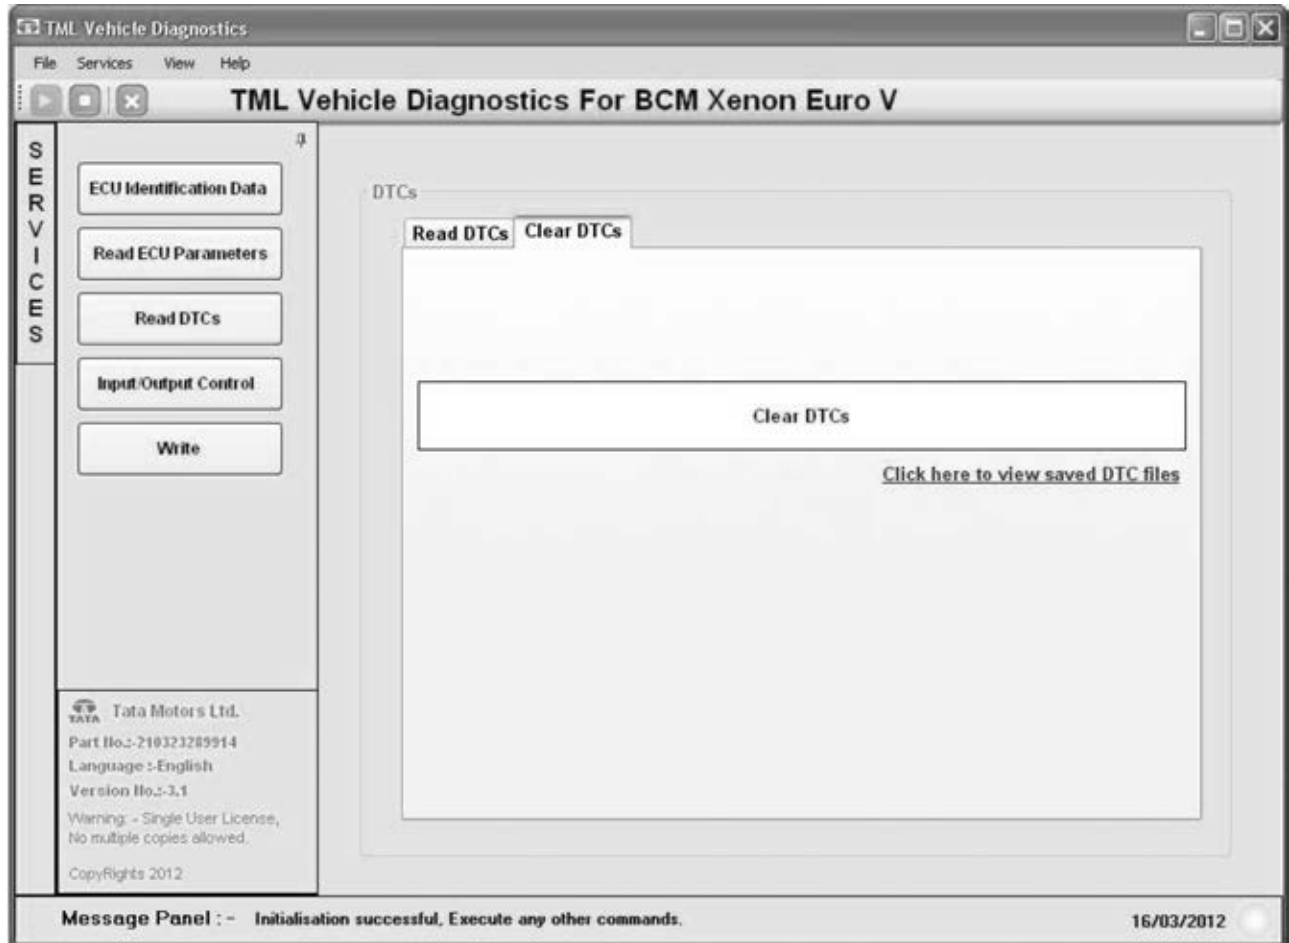 TML Vehicle Diagnostics
File Services View Help
TML Vehicle Diagnostics For BCM Xenon Euro V
SERVICES
ECU Identification Data
Read ECU Parameters
Read DTCs
Input/Output Control
Write
DTCs
Read DTCs Clear DTCs
Clear DTCs
Click here to view saved DTC files
TATA Tata Motors Ltd.
Part No.:-210323289914
Language :-English
Version No.:-3.1
Warning: - Single User License,
No multiple copies allowed.
CopyRights 2012
Message Panel : - Initialisation successful, Execute any other commands. 16/03/2012